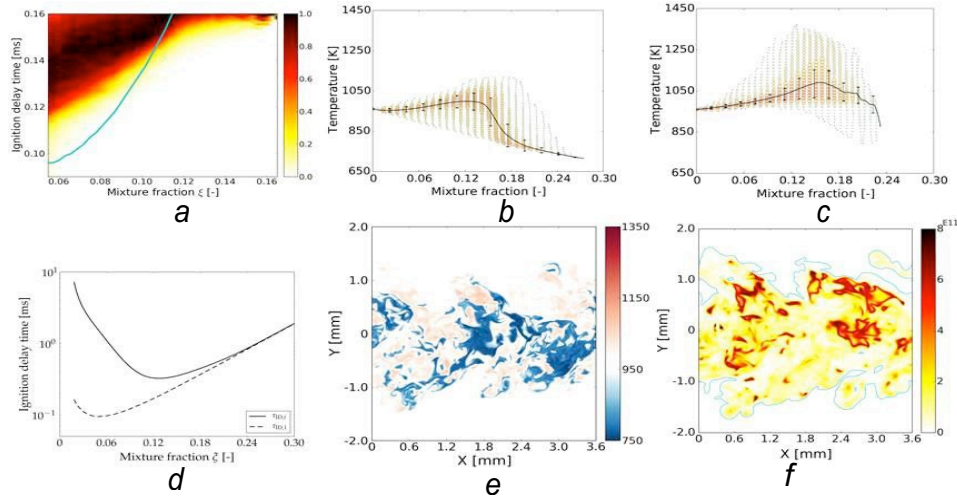 0.16
0.14
0.12
0.10
Ignition delay time [ms]
0.06 0.08 0.10 0.12 0.14 0.16
Mixture fraction ξ [-]
1.0
0.8
0.6
0.4
0.2
0.0
a
1450
1250
1050
850
650
Temperature [K]
0 0.06 0.12 0.18 0.24 0.30
Mixture fraction [-]
b
1450
1250
1050
850
650
Temperature [K]
0 0.06 0.12 0.18 0.24 0.30
Mixture fraction [-]
c
10¹
10⁰
10⁻¹
Ignition delay time [ms]
0 0.06 0.12 0.18 0.24 0.30
Mixture fraction ζ [-]
d
2.0
1.0
0
-1.0
-2.0
Y [mm]
0 0.6 1.2 1.8 2.4 3.0 3.6
X [mm]
1350
1150
950
750
e
2.0
1.0
0
-1.0
-2.0
Y [mm]
0 0.6 1.2 1.8 2.4 3.0 3.6
X [mm]
E11
8
6
4
2
0
f